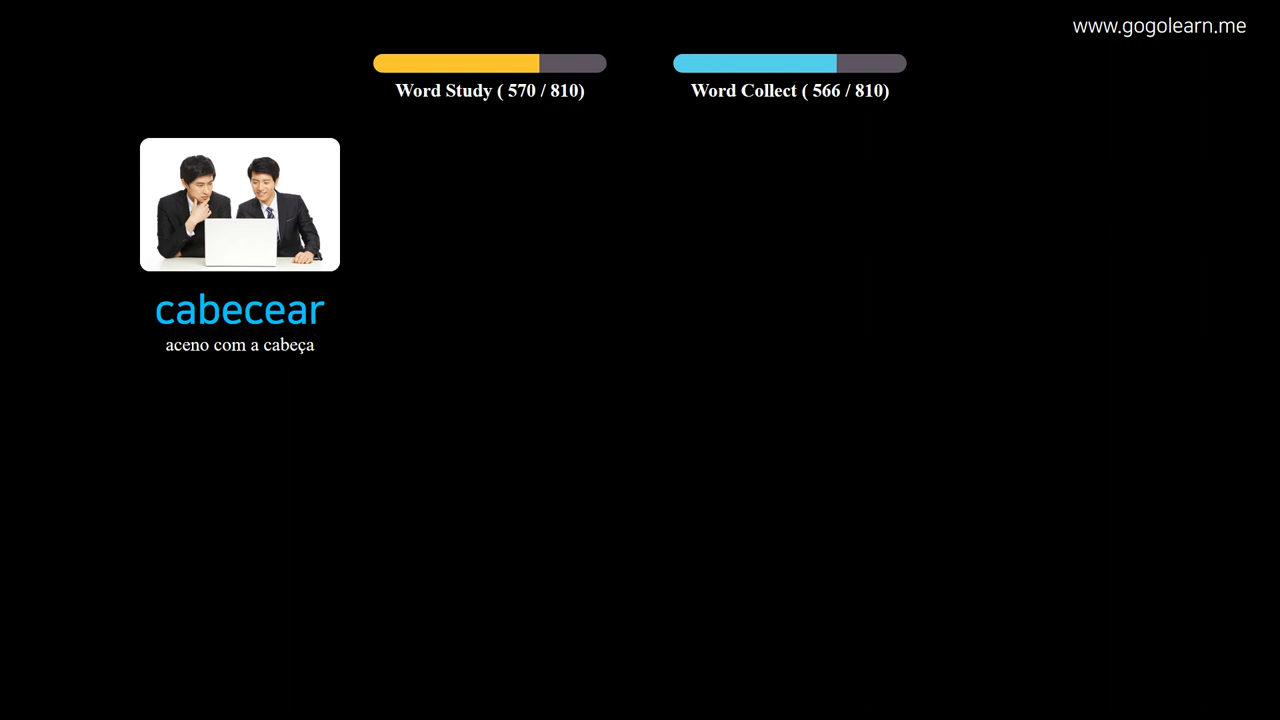 www.gogolearn.me
Word Study ( 570 / 810)
Word Collect ( 566 / 810)
cabecear
aceno com a cabeça